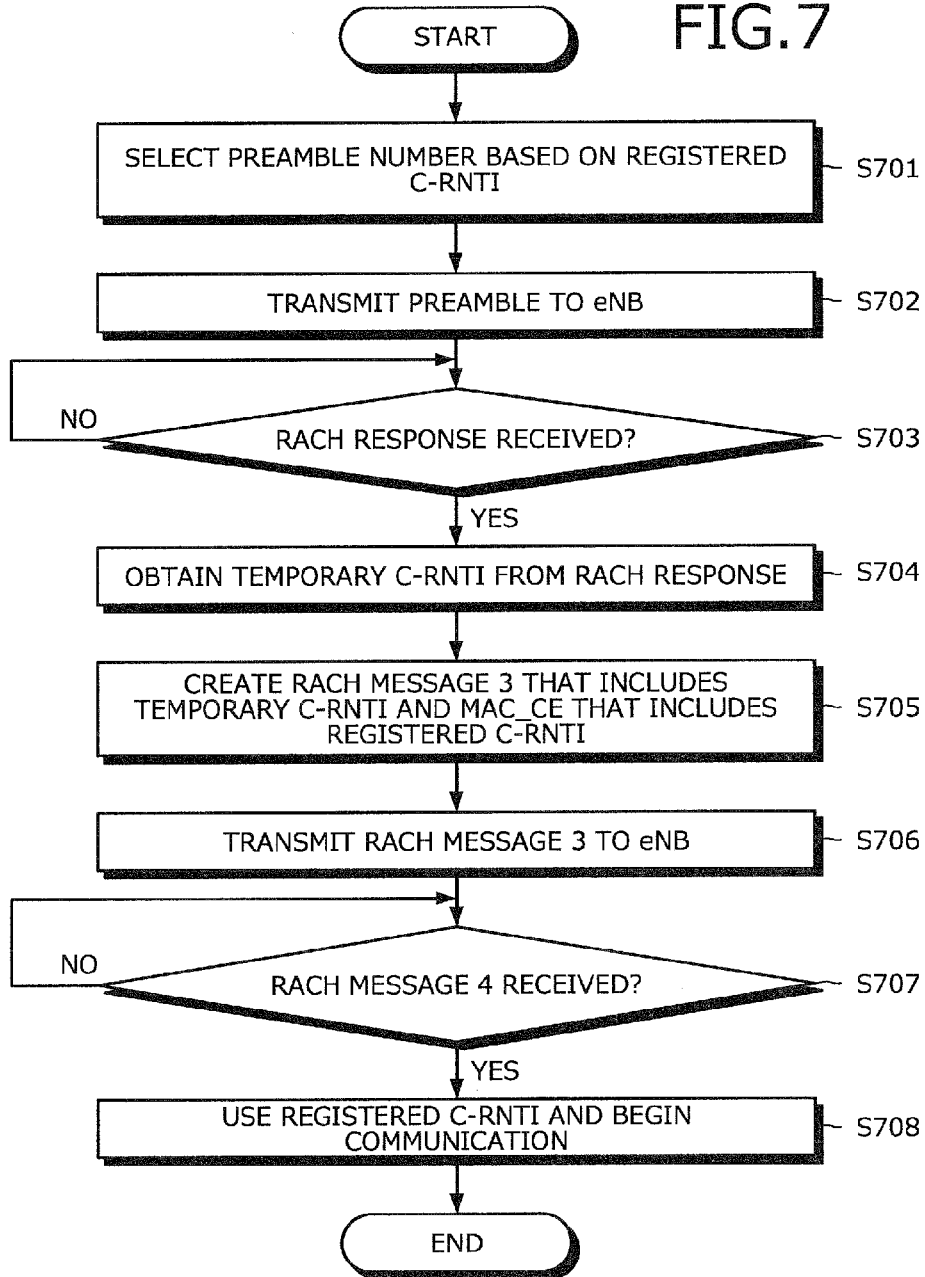 FIG.7
START
SELECT PREAMBLE NUMBER BASED ON REGISTERED
C-RNTI
S701
TRANSMIT PREAMBLE TO eNB
S702
NO
RACH RESPONSE RECEIVED?
S703
YES
OBTAIN TEMPORARY C-RNTI FROM RACH RESPONSE
S704
CREATE RACH MESSAGE 3 THAT INCLUDES
TEMPORARY C-RNTI AND MAC_CE THAT INCLUDES
REGISTERED C-RNTI
S705
TRANSMIT RACH MESSAGE 3 TO eNB
S706
NO
RACH MESSAGE 4 RECEIVED?
S707
YES
USE REGISTERED C-RNTI AND BEGIN
COMMUNICATION
S708
END